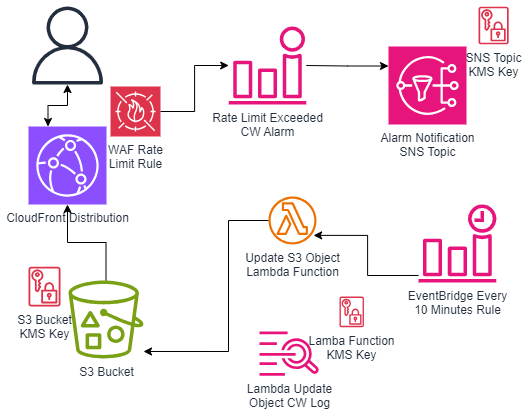 SNS Topic
KMS Key
Rate Limit Exceeded
CW Alarm
Alarm Notification
SNS Topic
WAF Rate
Limit Rule
CloudFront Distribution
Update S3 Object
Lambda Function
EventBridge Every
10 Minutes Rule
S3 Bucket
KMS Key
Lamba Function
KMS Key
S3 Bucket
Lambda Update
Object CW Log